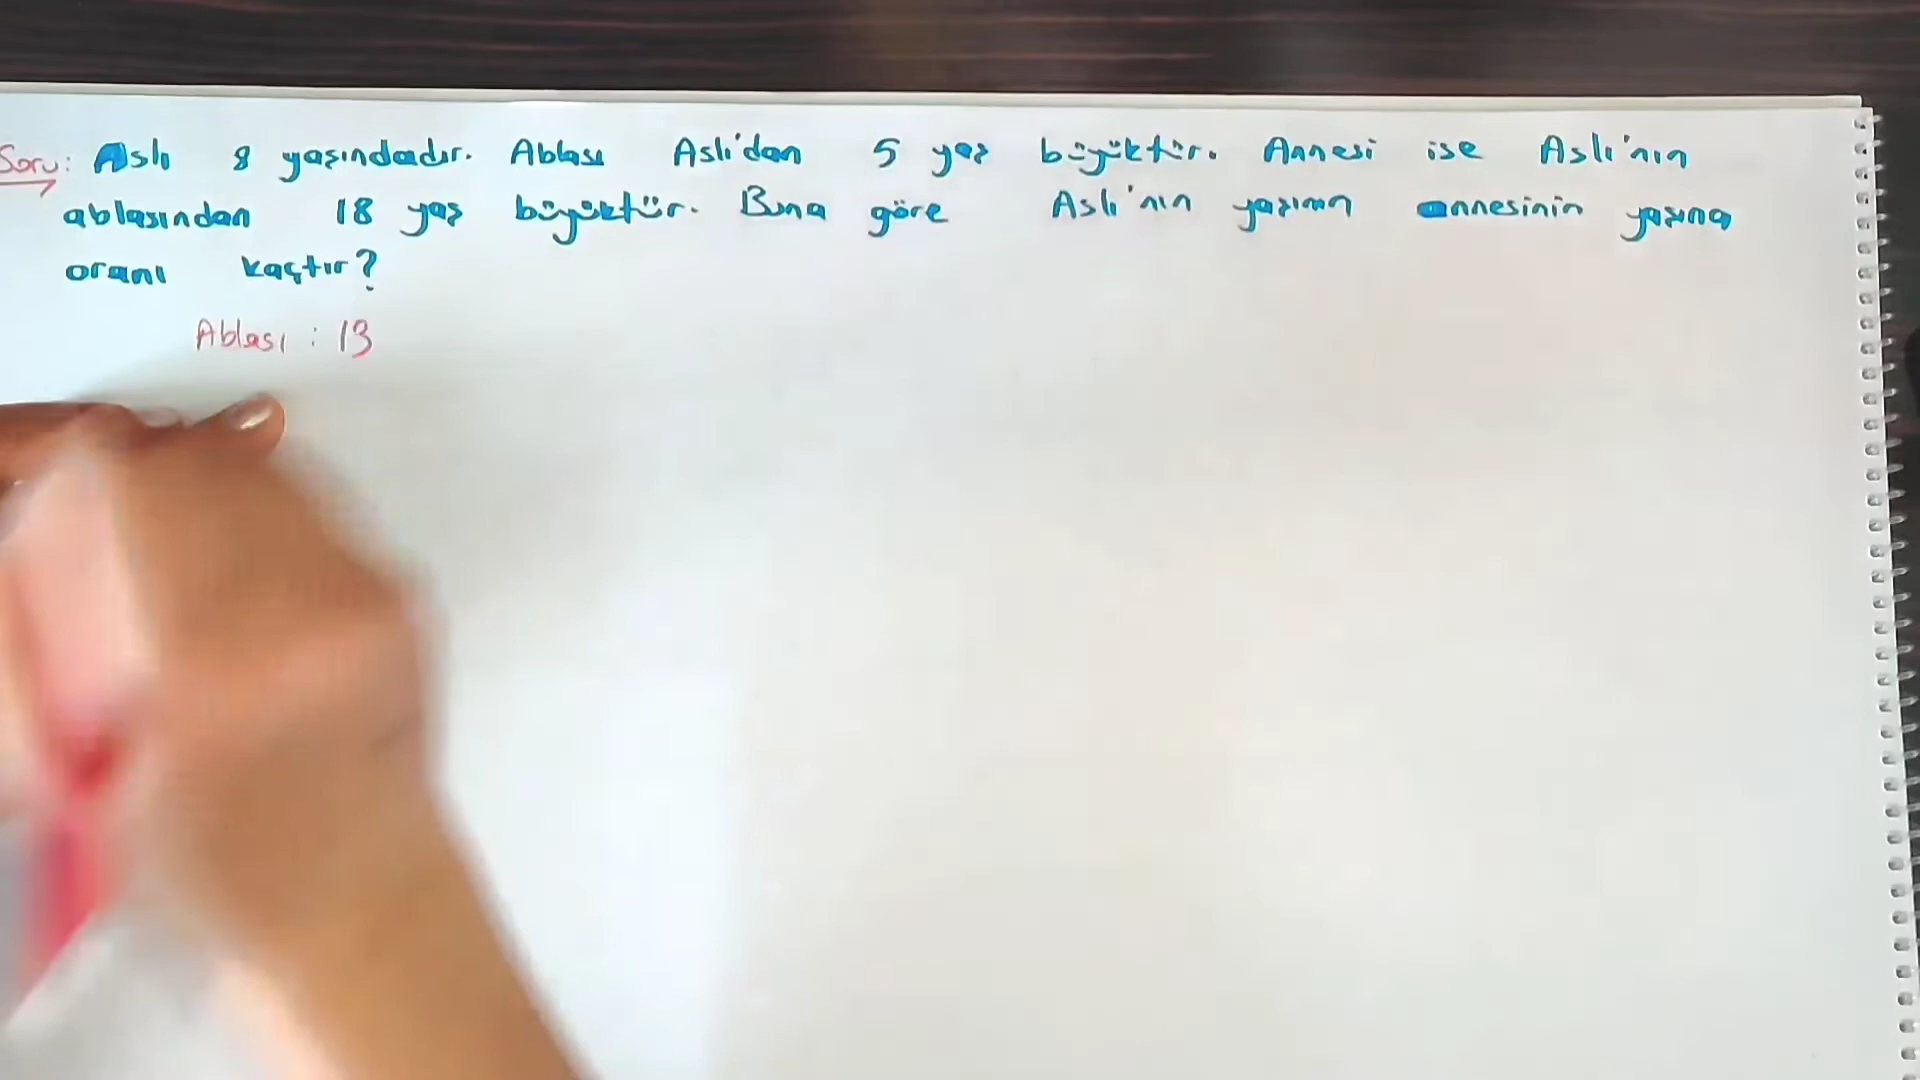 Soru: Aslı 8 yaşındadır. Ablası Aslı'dan 5 yaş büyüktür. Annesi ise Aslı'nın
ablasından 18 yaş büyüktür. Buna göre Aslı'nın yaşının annesinin yaşına
oranı kaçtır?
Ablası : 13